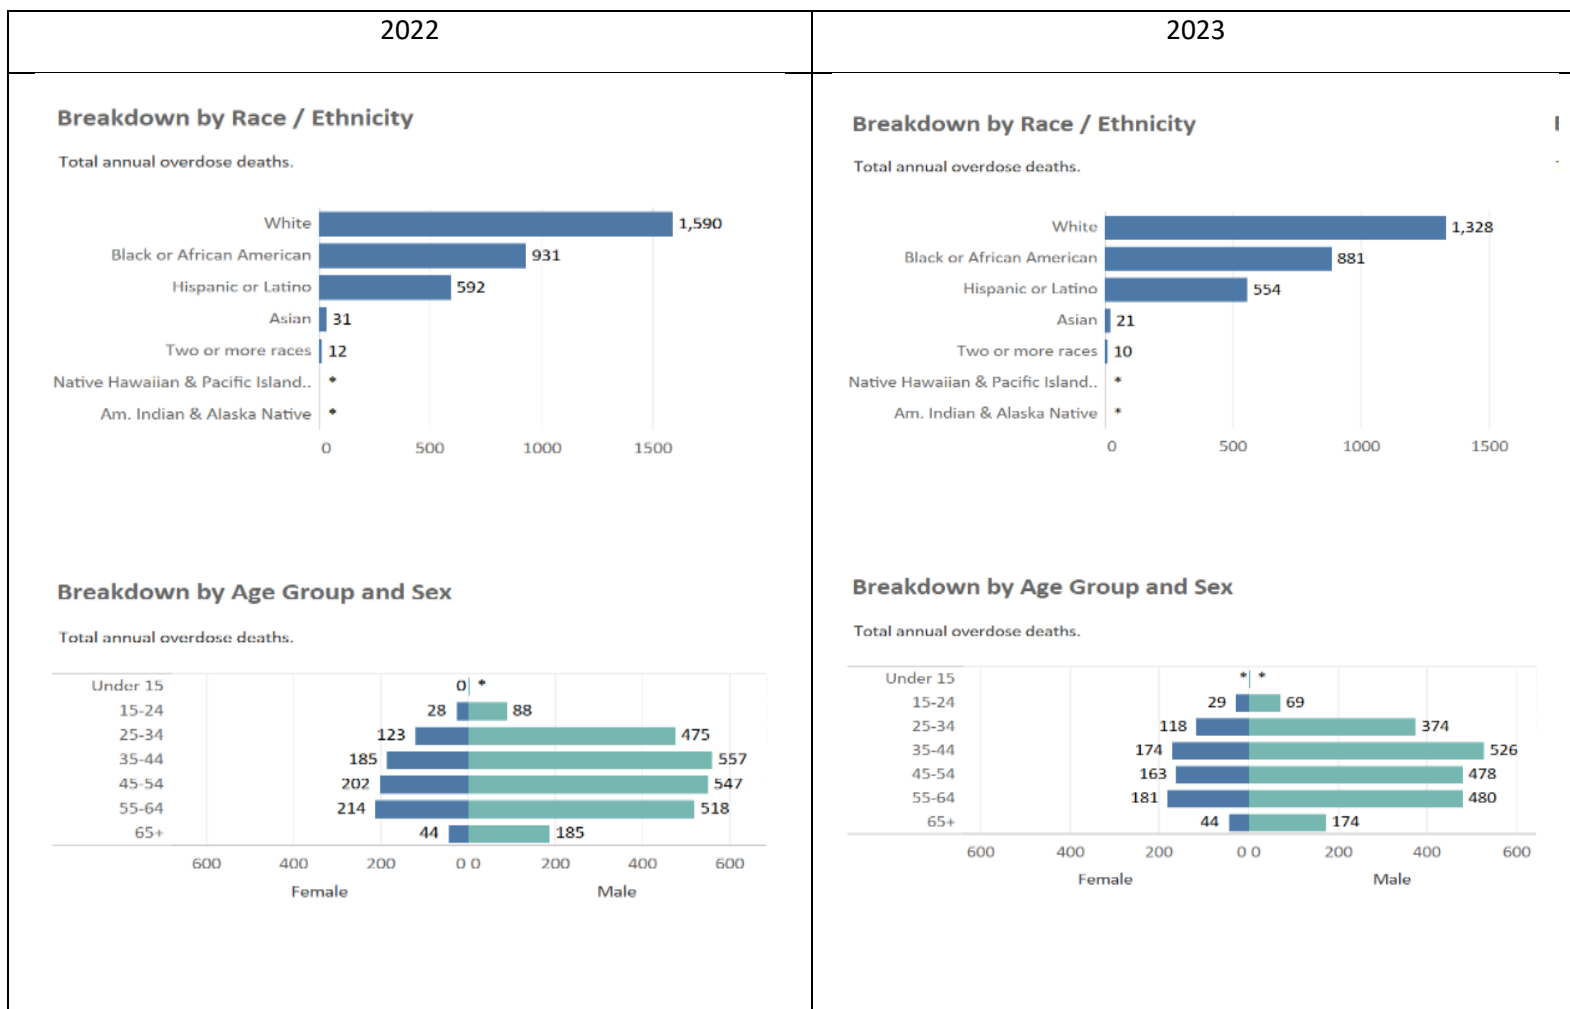 2022
2023
Breakdown by Race / Ethnicity
Total annual overdose deaths.
White 1,590
Black or African American 931
Hispanic or Latino 592
Asian 31
Two or more races 12
Native Hawaiian & Pacific Island.. *
Am. Indian & Alaska Native *
0 500 1000 1500
Breakdown by Age Group and Sex
Total annual overdose deaths.
Under 15 0 *
15-24 28 88
25-34 123 475
35-44 185 557
45-54 202 547
55-64 214 518
65+ 44 185
600 400 200 0 0 200 400 600
Female Male
Breakdown by Race / Ethnicity
Total annual overdose deaths.
White 1,328
Black or African American 881
Hispanic or Latino 554
Asian 21
Two or more races 10
Native Hawaiian & Pacific Island.. *
Am. Indian & Alaska Native *
0 500 1000 1500
Breakdown by Age Group and Sex
Total annual overdose deaths.
Under 15 * *
15-24 29 69
25-34 118 374
35-44 174 526
45-54 163 478
55-64 181 480
65+ 44 174
600 400 200 0 0 200 400 600
Female Male